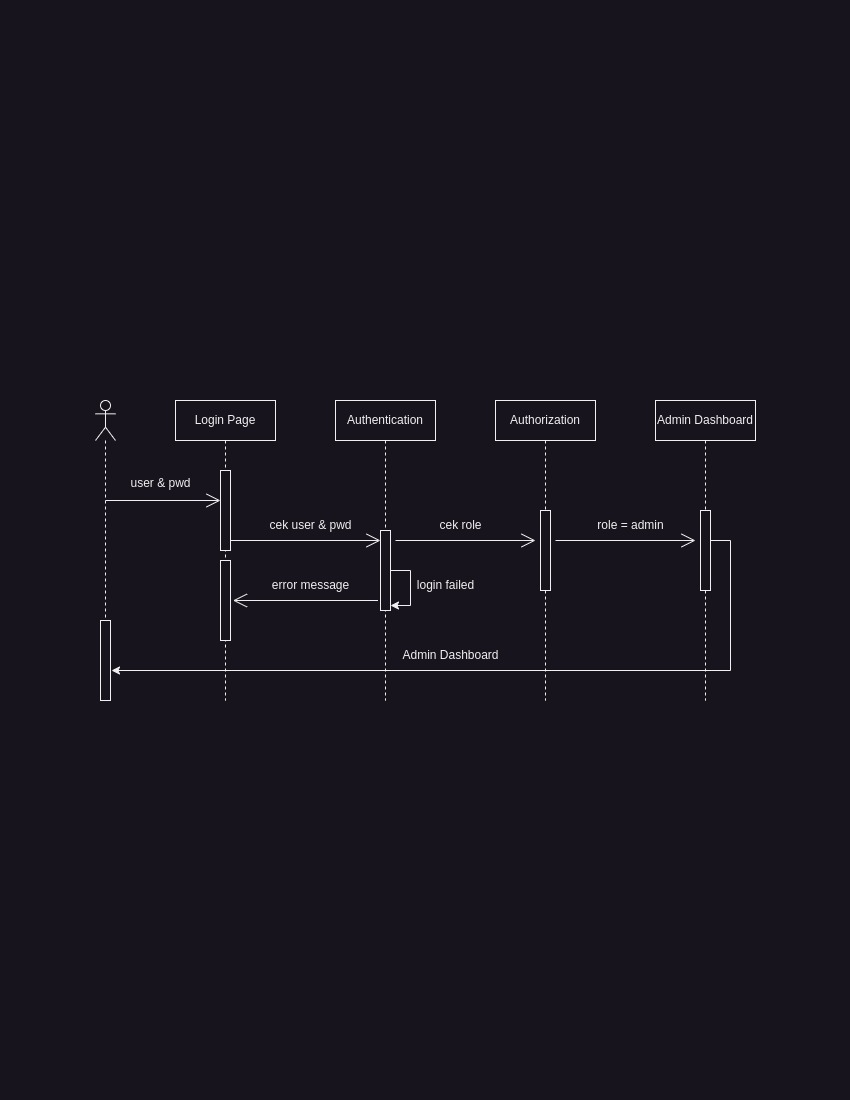 Login Page
Authentication
Authorization
Admin Dashboard
user & pwd
cek user & pwd
cek role
role = admin
error message
login failed
Admin Dashboard